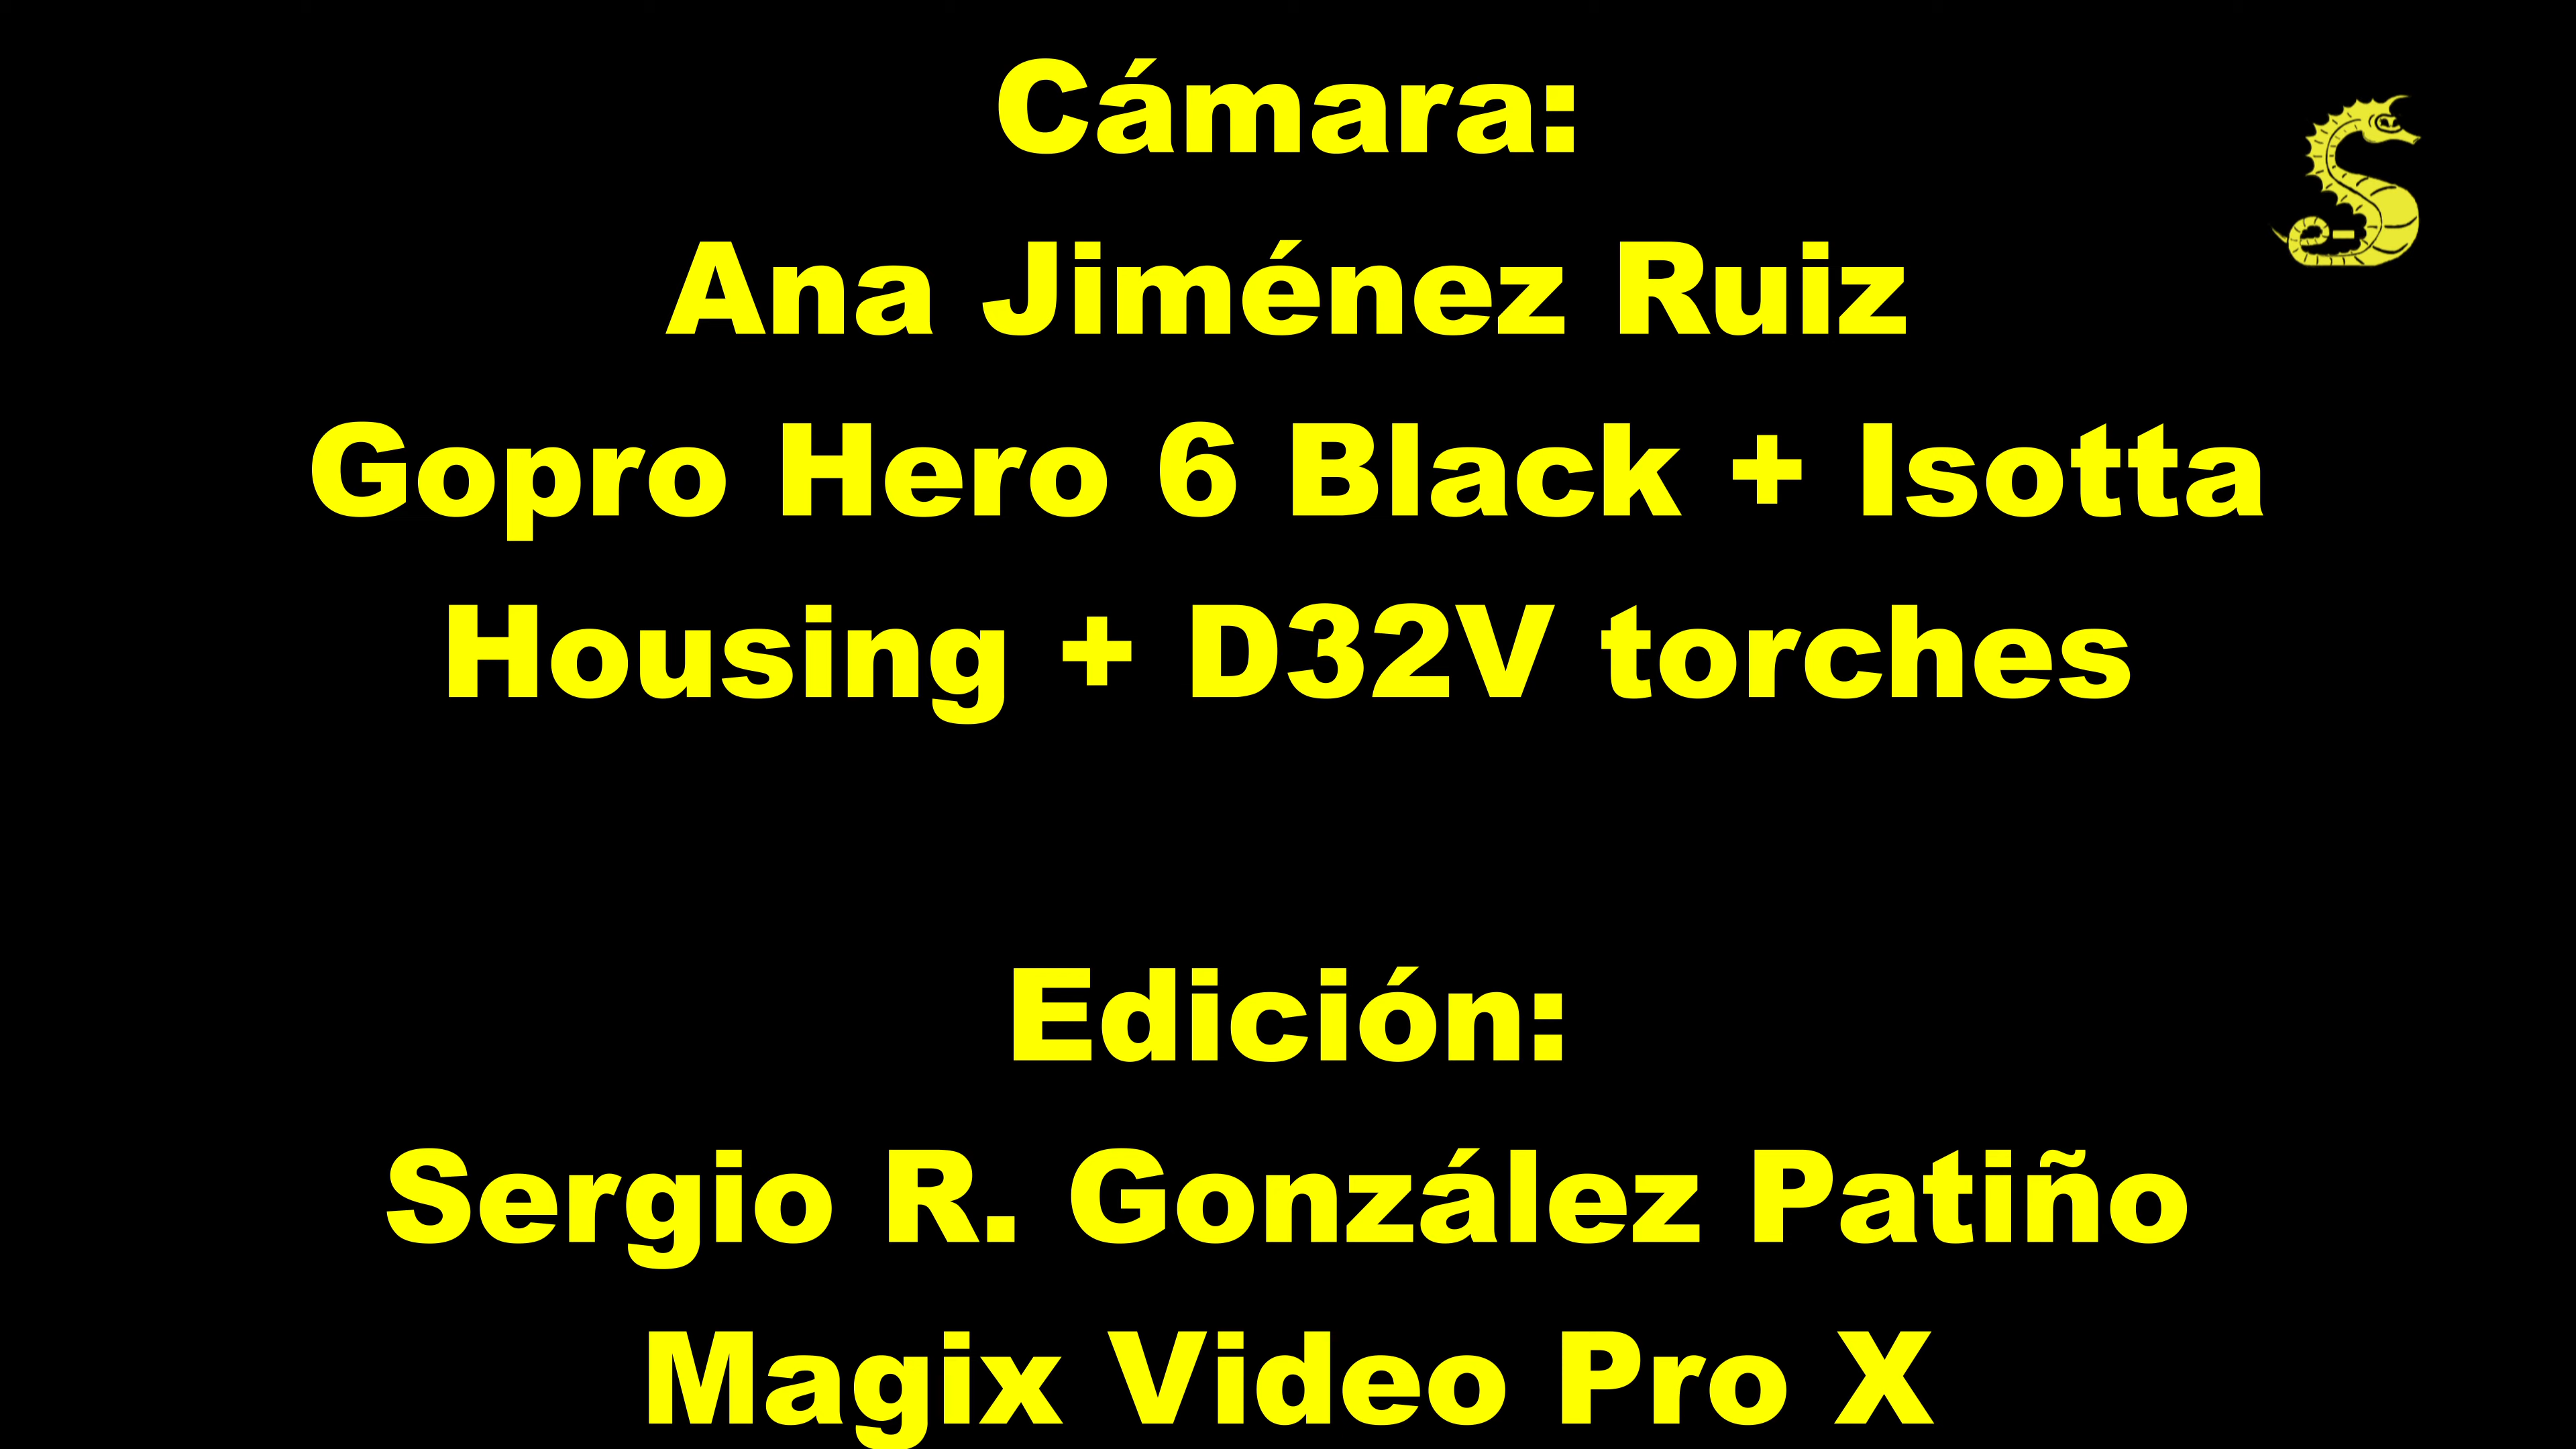 Cámara:
Ana Jiménez Ruiz
Gopro Hero 6 Black + Isotta
Housing + D32V torches
Edición:
Sergio R. González Patiño
Magix Video Pro X